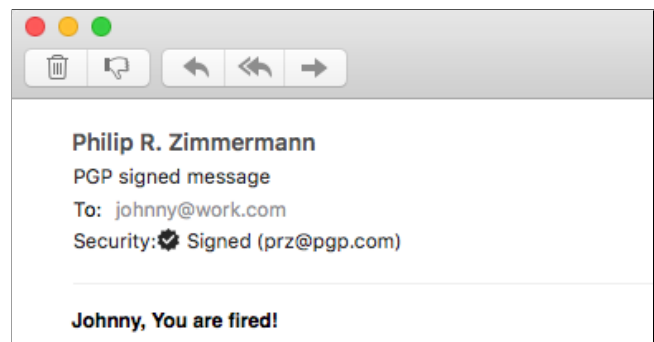 Philip R. Zimmermann
PGP signed message
To: johnny@work.com
Security: Signed (prz@pgp.com)
Johnny, You are fired!